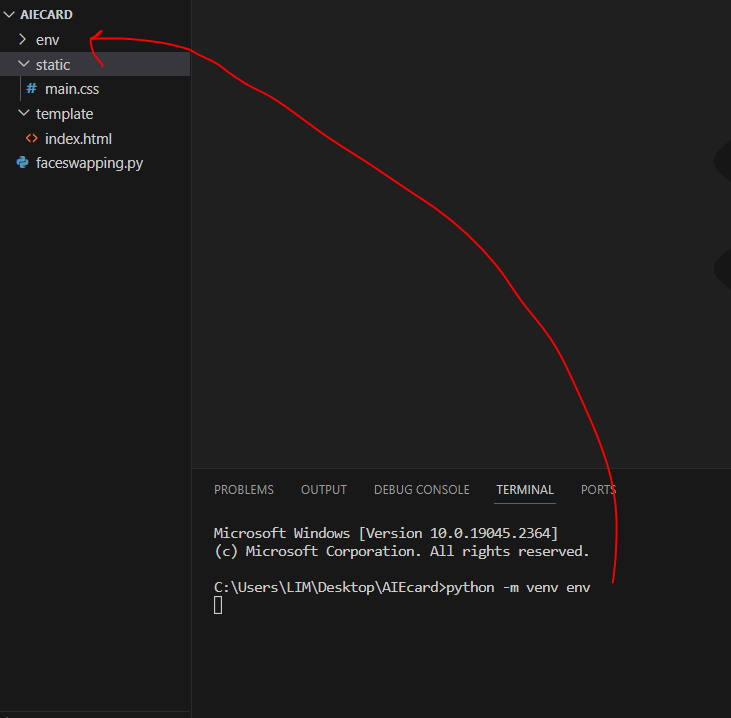 AIECARD
env
static
# main.css
template
<> index.html
faceswapping.py
PROBLEMS OUTPUT DEBUG CONSOLE TERMINAL PORTS
Microsoft Windows [Version 10.0.19045.2364]
(c) Microsoft Corporation. All rights reserved.
C:\Users\LIM\Desktop\AIEcard>python -m venv env